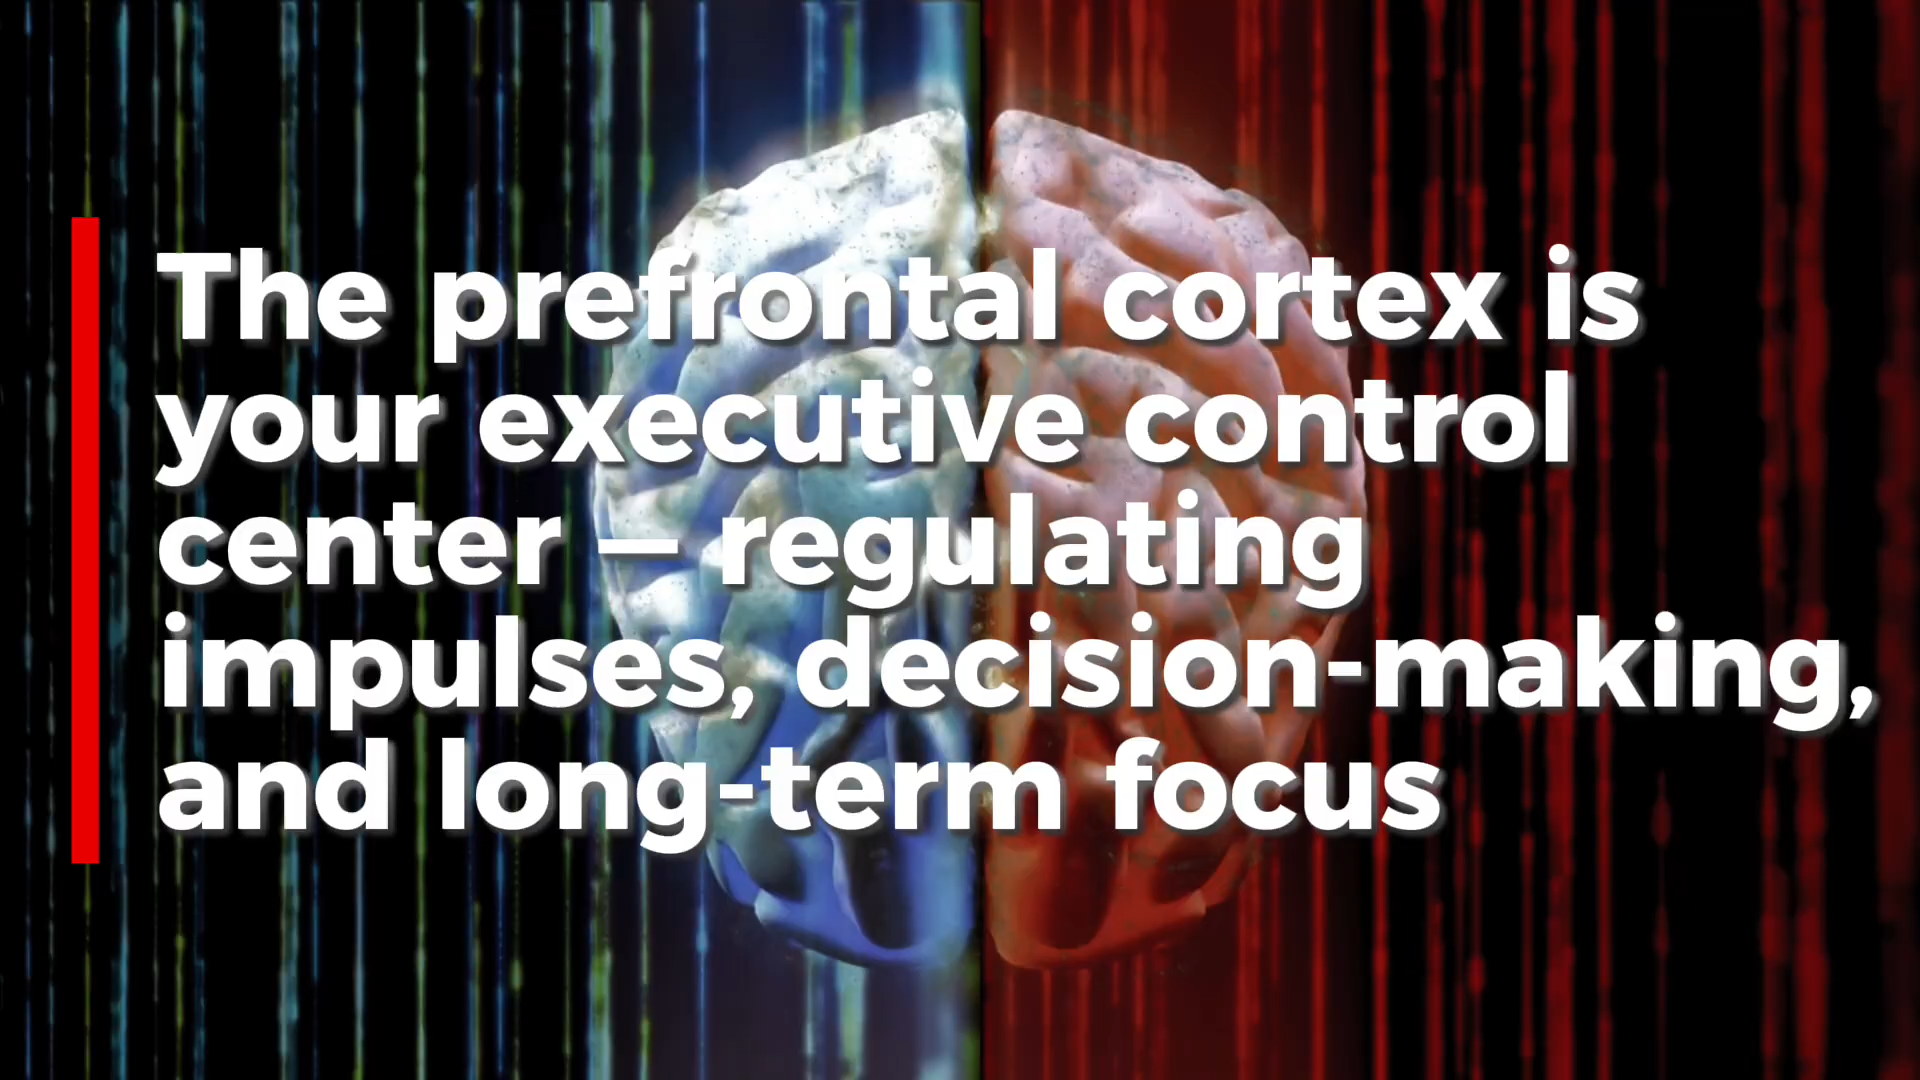 The prefrontal cortex is
your executive control
center – regulating
impulses, decision-making,
and long-term focus